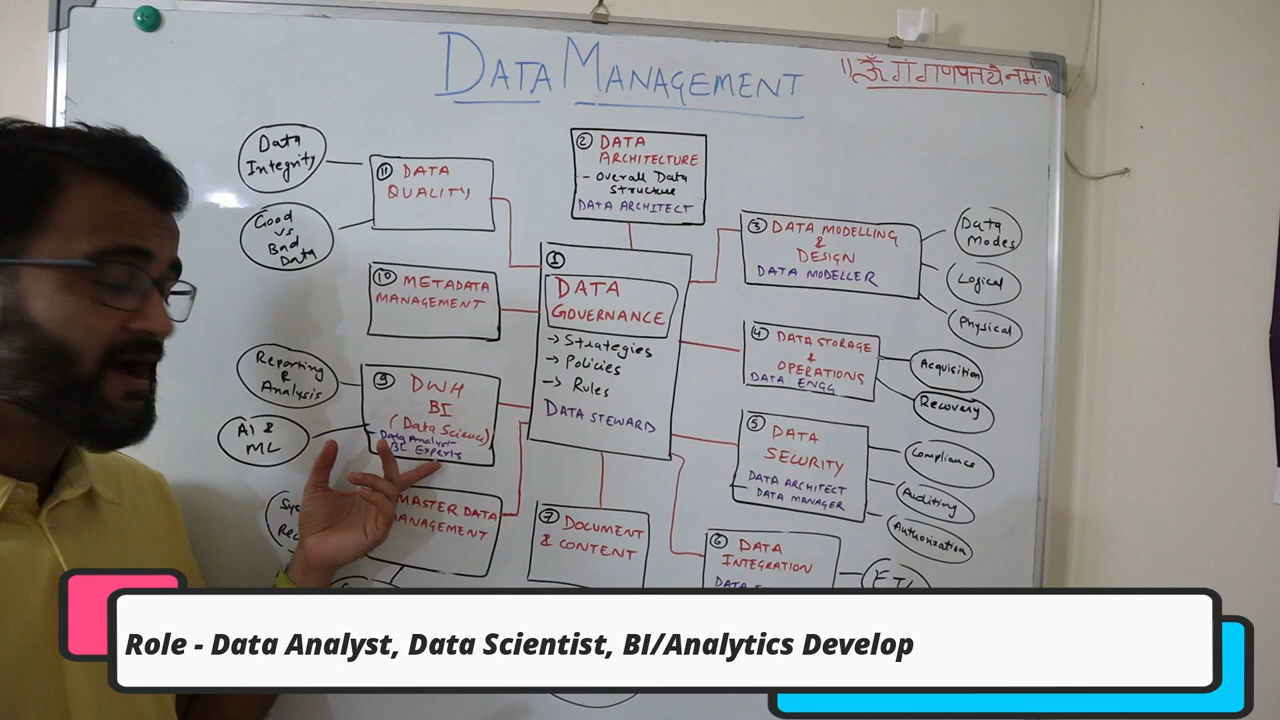 DATA MANAGEMENT
॥ ॐ गं गणपतये नमः ॥
Data
Integrity
Good
vs
Bad
Data
11 DATA
QUALITY
2 DATA
ARCHITECTURE
- Overall Data
Structure
DATA ARCHITECT
3 DATA MODELLING
&
DESIGN
DATA MODELLER
Data
Modes
Logical
Physical
10 METADATA
MANAGEMENT
1
DATA
GOVERNANCE
→ Strategies
→ Policies
→ Rules
DATA STEWARD
4 DATA STORAGE
&
OPERATIONS
DATA ENGG
Acquisition
Recovery
Reporting
&
Analysis
AI &
ML
9 DWH
BI
(Data Science)
Data Analyst
BI Experts
5 DATA
SECURITY
DATA ARCHITECT
DATA MANAGER
Compliance
Auditing
Authorization
MASTER DATA
MANAGEMENT
7 DOCUMENT
& CONTENT
6 DATA
INTEGRATION
DATA
ETL
Role - Data Analyst, Data Scientist, BI/Analytics Develop